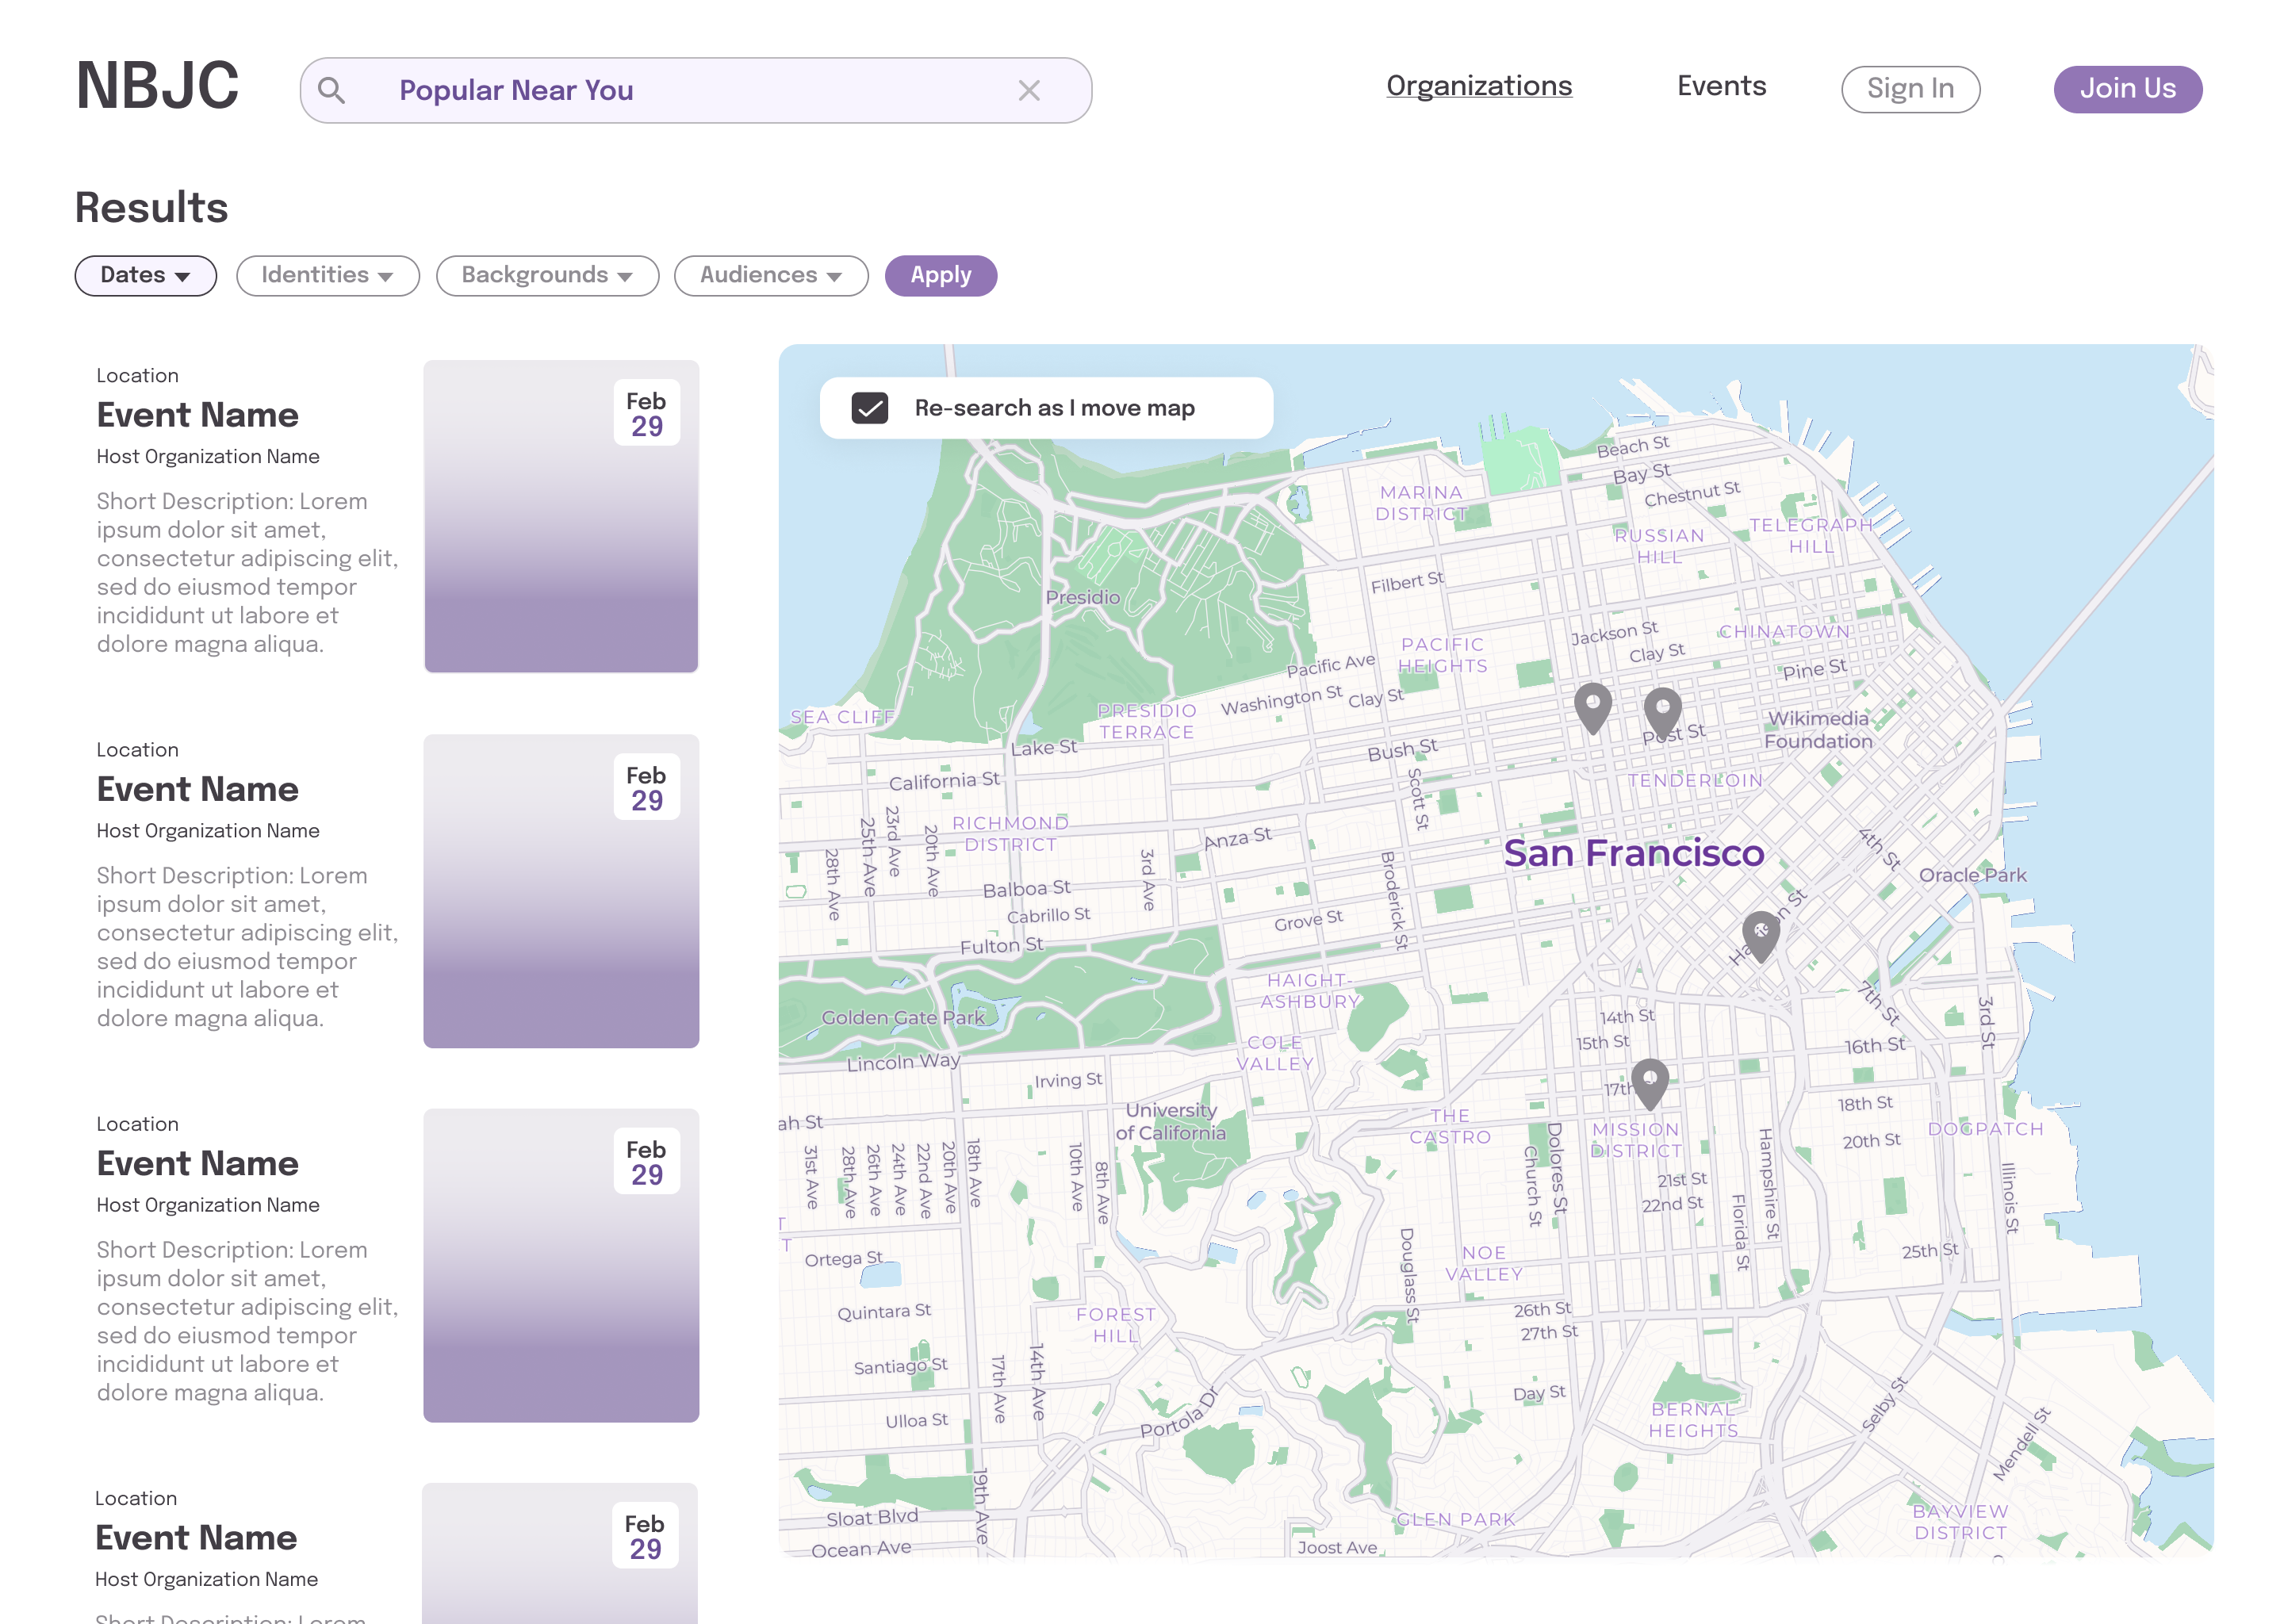 NBJC
Popular Near You
Organizations
Events
Sign In
Join Us
Results
Dates
Identities
Backgrounds
Audiences
Apply
Location
Event Name
Host Organization Name
Short Description: Lorem
ipsum dolor sit amet,
consectetur adipiscing elit,
sed do eiusmod tempor
incididunt ut labore et
dolore magna aliqua.
Feb
29
Location
Event Name
Host Organization Name
Short Description: Lorem
ipsum dolor sit amet,
consectetur adipiscing elit,
sed do eiusmod tempor
incididunt ut labore et
dolore magna aliqua.
Feb
29
Location
Event Name
Host Organization Name
Short Description: Lorem
ipsum dolor sit amet,
consectetur adipiscing elit,
sed do eiusmod tempor
incididunt ut labore et
dolore magna aliqua.
Feb
29
Location
Event Name
Host Organization Name
Short Description: Lorem
Feb
29
Re-search as I move map
Beach St
Bay St
Chestnut St
MARINA
DISTRICT
RUSSIAN
HILL
TELEGRAPH
HILL
Filbert St
Presidio
Jackson St
CHINATOWN
PACIFIC
HEIGHTS
Clay St
Pacific Ave
Pine St
Washington St
Clay St
SEA CLIFF
PRESIDIO
TERRACE
Wikimedia
Foundation
Post St
Lake St
Bush St
California St
TENDERLOIN
Scott St
RICHMOND
DISTRICT
25th Ave
23rd Ave
20th Ave
28th Ave
Anza St
3rd Ave
San Francisco
4th St
Oracle Park
Balboa St
Cabrillo St
Broderick St
Grove St
Fulton St
HAIGHT-
ASHBURY
Golden Gate Park
7th St
3rd St
14th St
15th St
16th St
COLE
VALLEY
Lincoln Way
Irving St
17th
18th St
University
of California
THE
CASTRO
MISSION
DISTRICT
DOGPATCH
20th St
ah St
31st Ave
28th Ave
26th Ave
24th Ave
22nd Ave
20th Ave
18th Ave
10th Ave
8th Ave
Church St
Dolores St
21st St
22nd St
Florida St
Hampshire St
Illinois St
T
T
Ortega St
Douglass St
NOE
VALLEY
25th St
Quintara St
FOREST
HILL
26th St
27th St
Santiago St
17th Ave
14th Ave
Day St
Portola Dr
Selby St
Ulloa St
BERNAL
HEIGHTS
Mendell St
19th Ave
Sloat Blvd
GLEN PARK
BAYVIEW
DISTRICT
Ocean Ave
Joost Ave